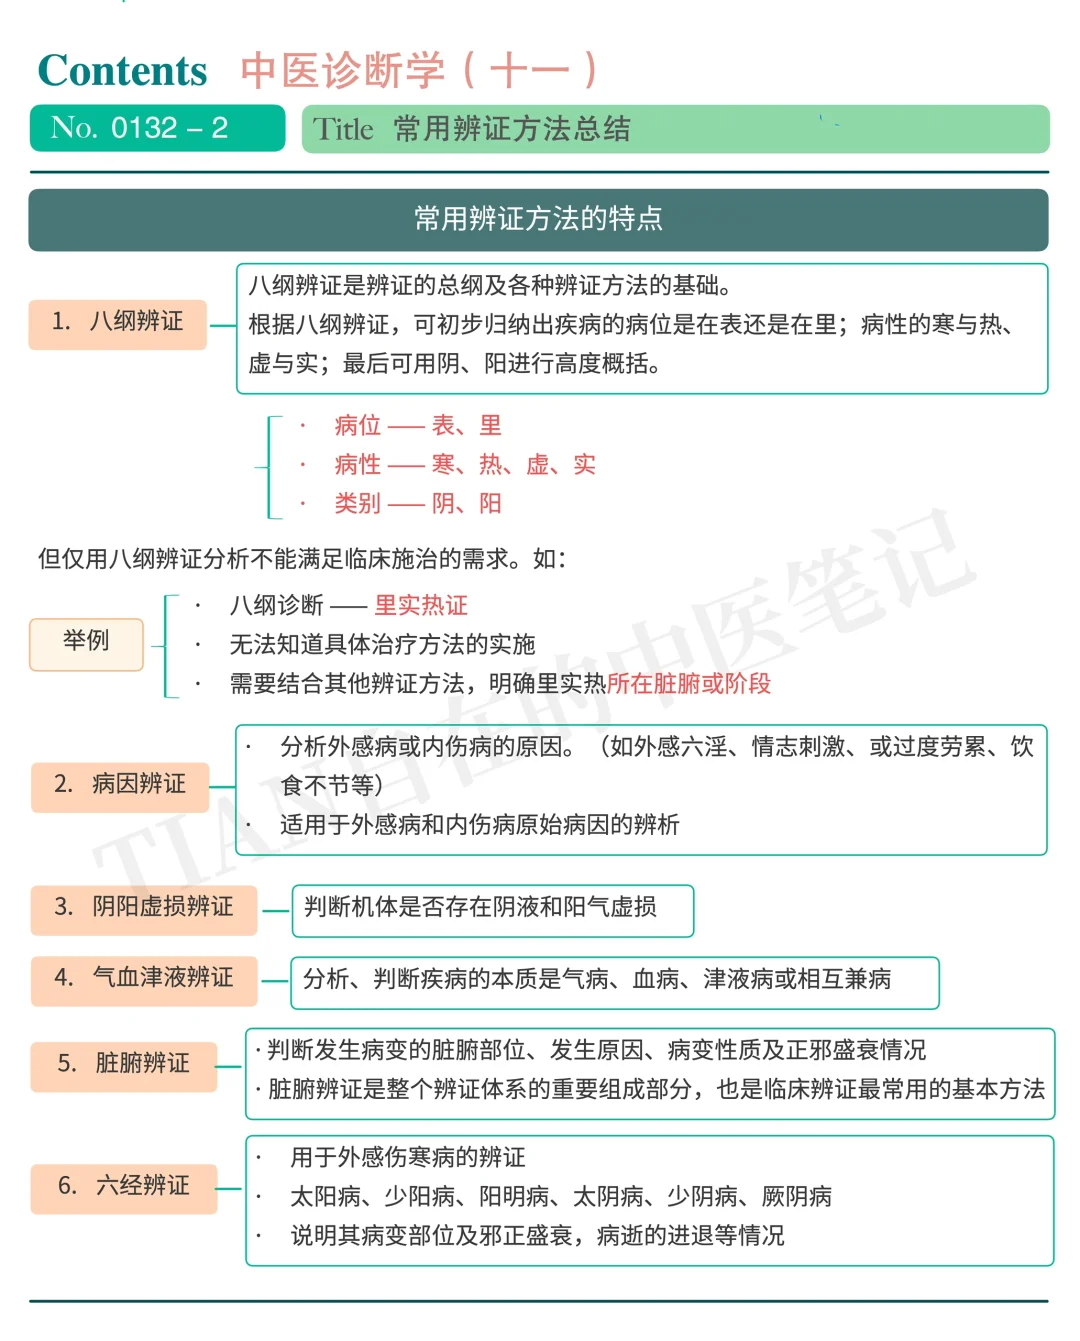 Contents 中医诊断学(十一)
No. 0132 – 2
Title 常用辨证方法总结
常用辨证方法的特点
1. 八纲辨证
八纲辨证是辨证的总纲及各种辨证方法的基础。
根据八纲辨证，可初步归纳出疾病的病位是在表还是在里；病性的寒与热、
虚与实；最后可用阴、阳进行高度概括。
· 病位 —— 表、里
· 病性 —— 寒、热、虚、实
· 类别 —— 阴、阳
但仅用八纲辨证分析不能满足临床施治的需求。如：
举例
· 八纲诊断 —— 里实热证
· 无法知道具体治疗方法的实施
· 需要结合其他辨证方法，明确里实热所在脏腑或阶段
2. 病因辨证
· 分析外感病或内伤病的原因。（如外感六淫、情志刺激、或过度劳累、饮
食不节等）
· 适用于外感病和内伤病原始病因的辨析
3. 阴阳虚损辨证
判断机体是否存在阴液和阳气虚损
4. 气血津液辨证
分析、判断疾病的本质是气病、血病、津液病或相互兼病
5. 脏腑辨证
· 判断发生病变的脏腑部位、发生原因、病变性质及正邪盛衰情况
· 脏腑辨证是整个辨证体系的重要组成部分，也是临床辨证最常用的基本方法
6. 六经辨证
· 用于外感伤寒病的辨证
· 太阳病、少阳病、阳明病、太阴病、少阴病、厥阴病
· 说明其病变部位及邪正盛衰，病逝的进退等情况
TIAN自在的中医笔记